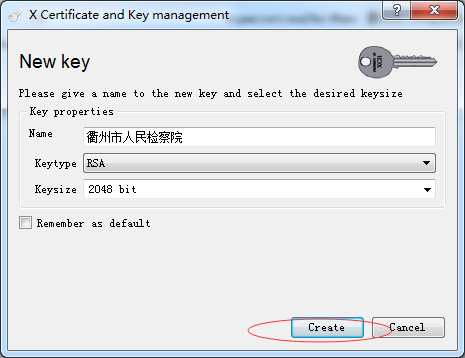 X Certificate and Key management
New key
Please give a name to the new key and select the desired keysize
Key properties
Name 衢州市人民检察院
Keytype RSA
Keysize 2048 bit
Remember as default
Create Cancel